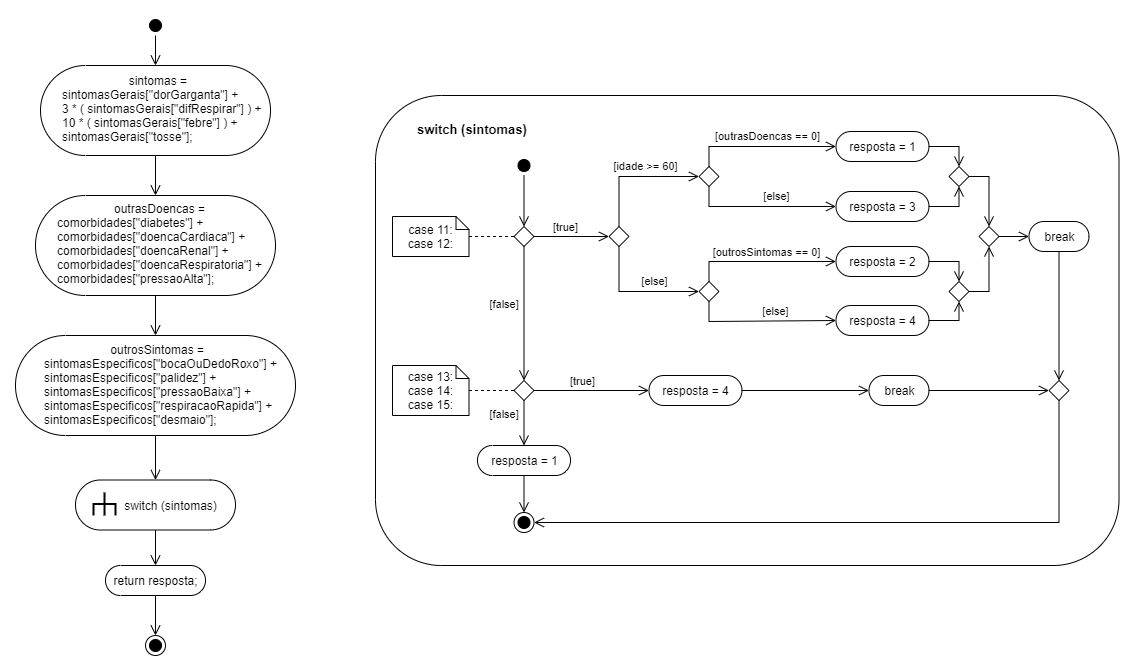 sintomas =
sintomasGerais["dorGarganta"] +
3 * ( sintomasGerais["difRespirar"] ) +
10 * ( sintomasGerais["febre"] ) +
sintomasGerais["tosse"];
outrasDoencas =
comorbidades["diabetes"] +
comorbidades["doencaCardiaca"] +
comorbidades["doencaRenal"] +
comorbidades["doencaRespiratoria"] +
comorbidades["pressaoAlta"];
outrosSintomas =
sintomasEspecificos["bocaOuDedoRoxo"] +
sintomasEspecificos["palidez"] +
sintomasEspecificos["pressaoBaixa"] +
sintomasEspecificos["respiracaoRapida"] +
sintomasEspecificos["desmaio"];
switch (sintomas)
return resposta;
switch (sintomas)
case 11:
case 12:
[true]
[idade >= 60]
[outrasDoencas == 0]
resposta = 1
[else]
resposta = 3
[else]
[outrosSintomas == 0]
resposta = 2
[else]
resposta = 4
break
[false]
case 13:
case 14:
case 15:
[true]
resposta = 4
break
[false]
resposta = 1